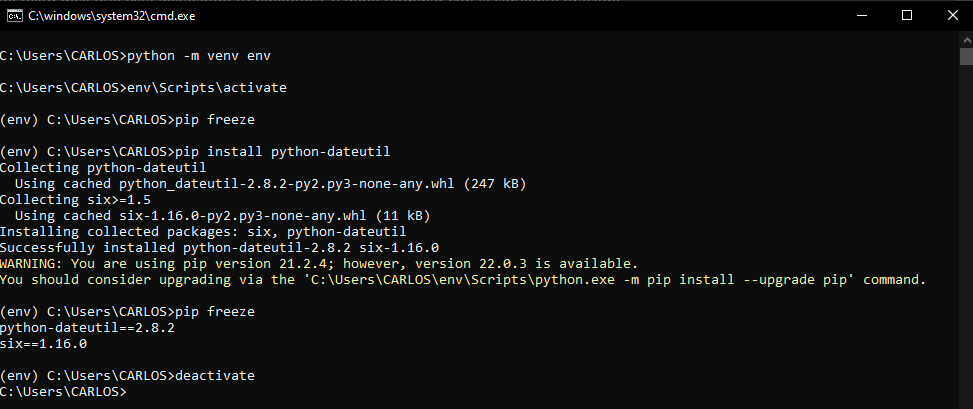 C:\windows\system32\cmd.exe
C:\Users\CARLOS>python -m venv env
C:\Users\CARLOS>env\Scripts\activate
(env) C:\Users\CARLOS>pip freeze
(env) C:\Users\CARLOS>pip install python-dateutil
Collecting python-dateutil
  Using cached python_dateutil-2.8.2-py2.py3-none-any.whl (247 kB)
Collecting six>=1.5
  Using cached six-1.16.0-py2.py3-none-any.whl (11 kB)
Installing collected packages: six, python-dateutil
Successfully installed python-dateutil-2.8.2 six-1.16.0
WARNING: You are using pip version 21.2.4; however, version 22.0.3 is available.
You should consider upgrading via the 'C:\Users\CARLOS\env\Scripts\python.exe -m pip install --upgrade pip' command.
(env) C:\Users\CARLOS>pip freeze
python-dateutil==2.8.2
six==1.16.0
(env) C:\Users\CARLOS>deactivate
C:\Users\CARLOS>